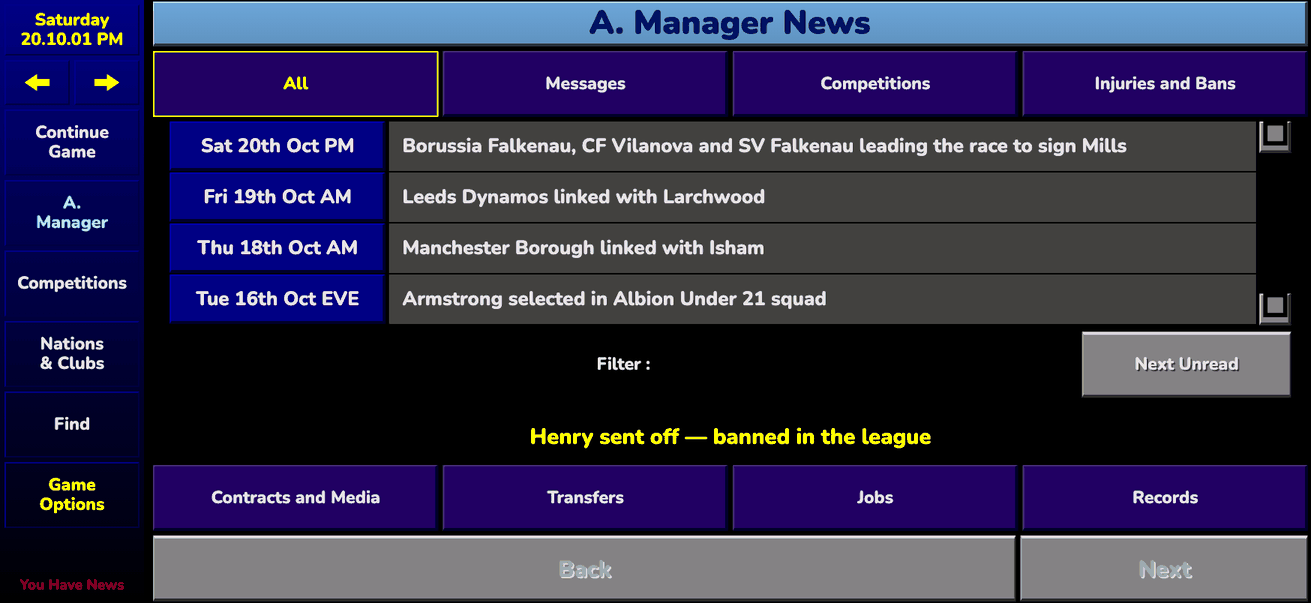 Saturday
20.10.01 PM
Continue
Game
A.
Manager
Competitions
Nations
& Clubs
Find
Game
Options
You Have News
A. Manager News
All
Messages
Competitions
Injuries and Bans
Sat 20th Oct PM
Borussia Falkenau, CF Vilanova and SV Falkenau leading the race to sign Mills
Fri 19th Oct AM
Leeds Dynamos linked with Larchwood
Thu 18th Oct AM
Manchester Borough linked with Isham
Tue 16th Oct EVE
Armstrong selected in Albion Under 21 squad
Filter :
Next Unread
Henry sent off — banned in the league
Contracts and Media
Transfers
Jobs
Records
Back
Next